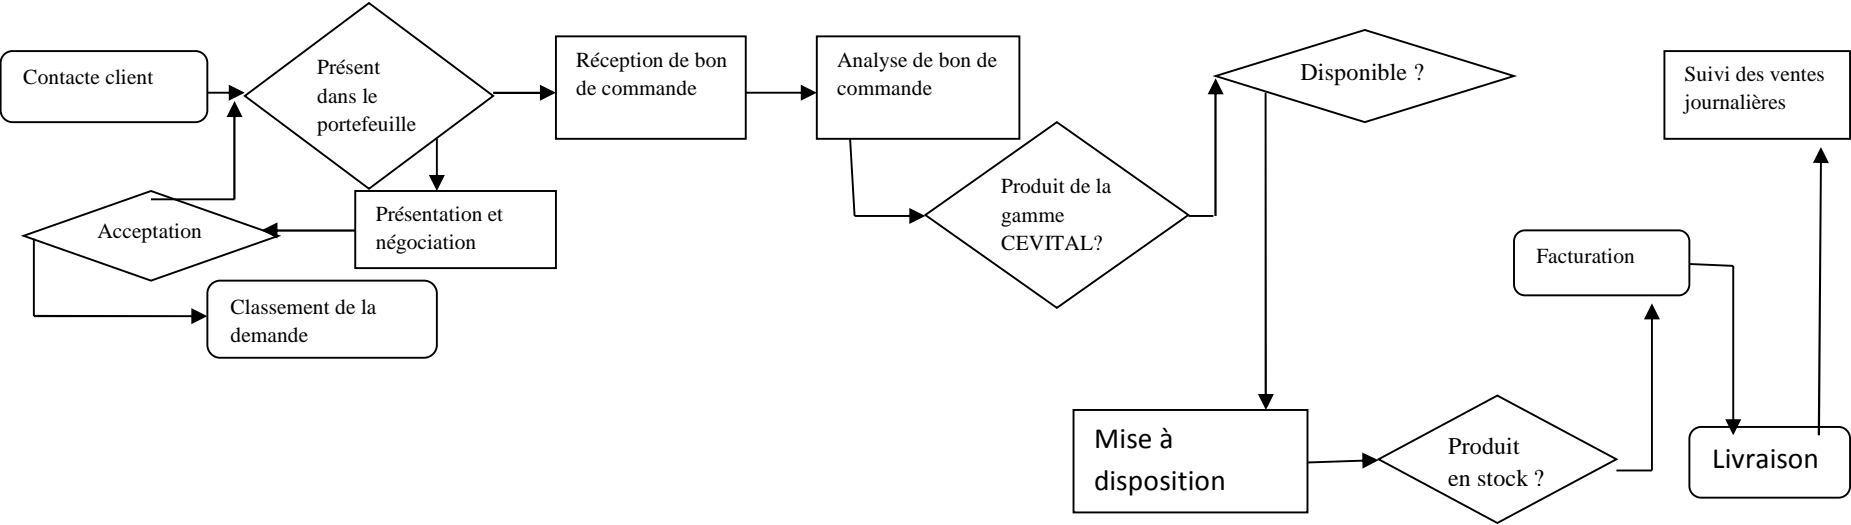 Contacte client
Présent
dans le
portefeuille
Réception de bon
de commande
Analyse de bon de
commande
Disponible ?
Suivi des ventes
journalières
Acceptation
Présentation et
négociation
Produit de la
gamme
CEVITAL?
Classement de la
demande
Facturation
Mise à
disposition
Produit
en stock ?
Livraison